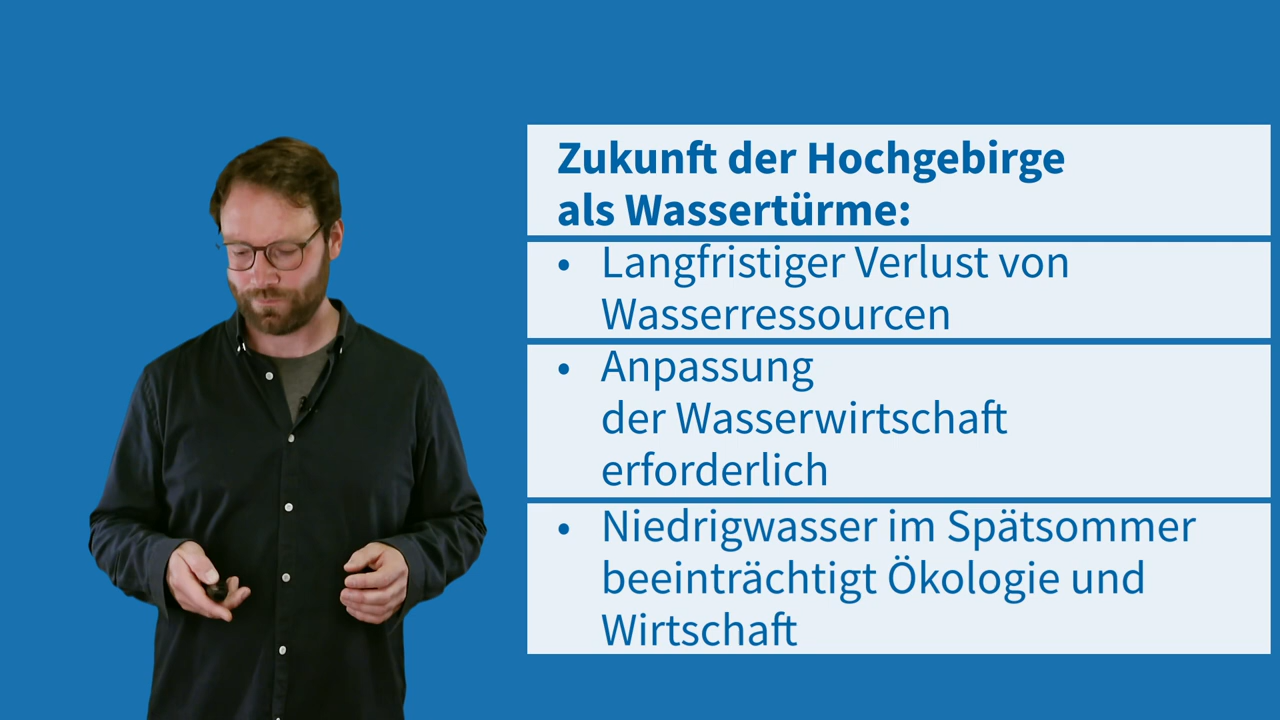 Zukunft der Hochgebirge
als Wassertürme:
• Langfristiger Verlust von
Wasserressourcen
• Anpassung
der Wasserwirtschaft
erforderlich
• Niedrigwasser im Spätsommer
beeinträchtigt Ökologie und
Wirtschaft